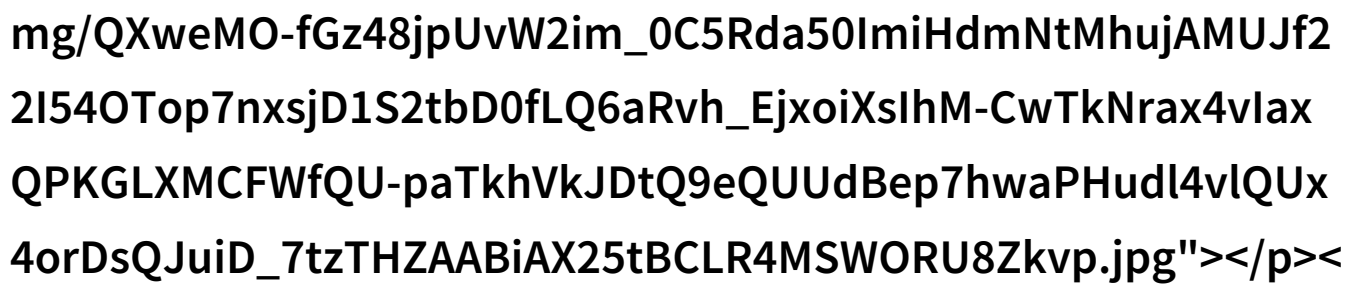 mg/QXweMO-fGz48jpUvW2im_0C5Rda50ImiHdmNtMhujAMUJf2
2I54OTop7nxsjD1S2tbD0fLQ6aRvh_EjxoiXsIhM-CwTkNrax4vIax
QPKGLXMCFWfQU-paTkhVkJDtQ9eQUUdBep7hwaPHudl4vlQUx
4orDsQJuiD_7tzTHZAABiAX25tBCLR4MSWORU8Zkvp.jpg"></p><